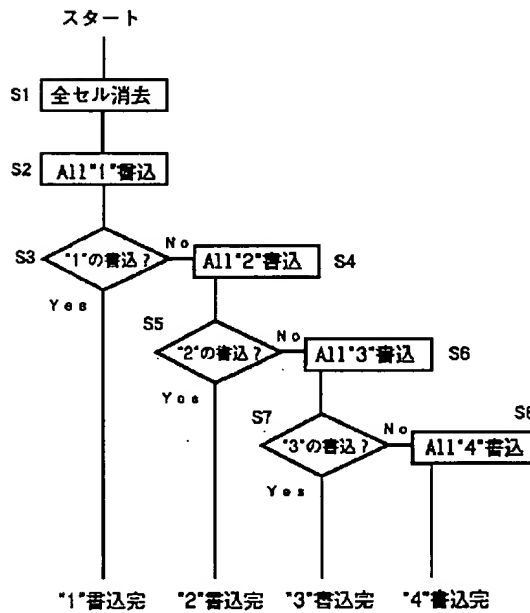 スタート
S1 全セル消去
S2 All"1"書込
S3 "1"の書込? No All"2"書込 S4
Yes
S5 "2"の書込? No All"3"書込 S6
Yes
S7 "3"の書込? No All"4"書込 S8
Yes
"1"書込完 "2"書込完 "3"書込完 "4"書込完